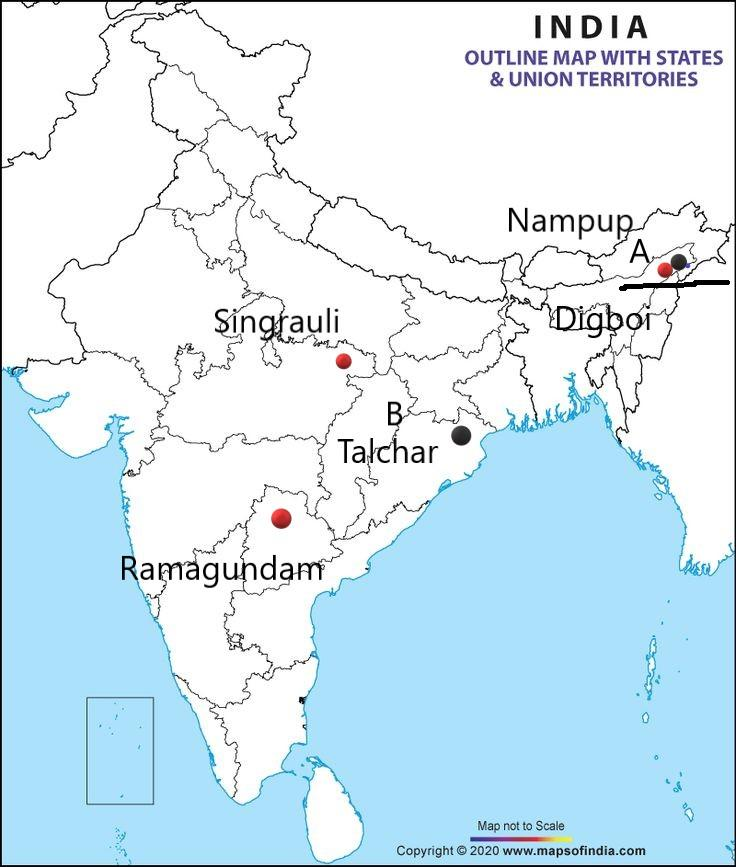 INDIA
OUTLINE MAP WITH STATES
& UNION TERRITORIES
Nampup
A
Digboi
Singrauli
B
Talchar
Ramagundam
Map not to Scale
Copyright © 2020 www.mapsofindia.com